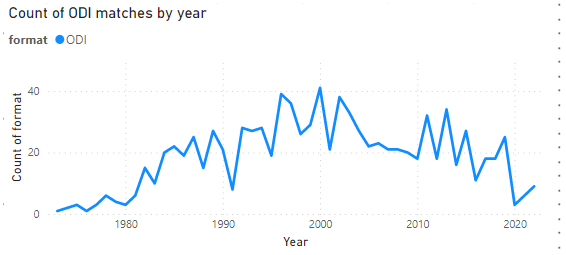 Count of ODI matches by year
format ODI
Count of format
40
20
0
1980 1990 2000 2010 2020
Year